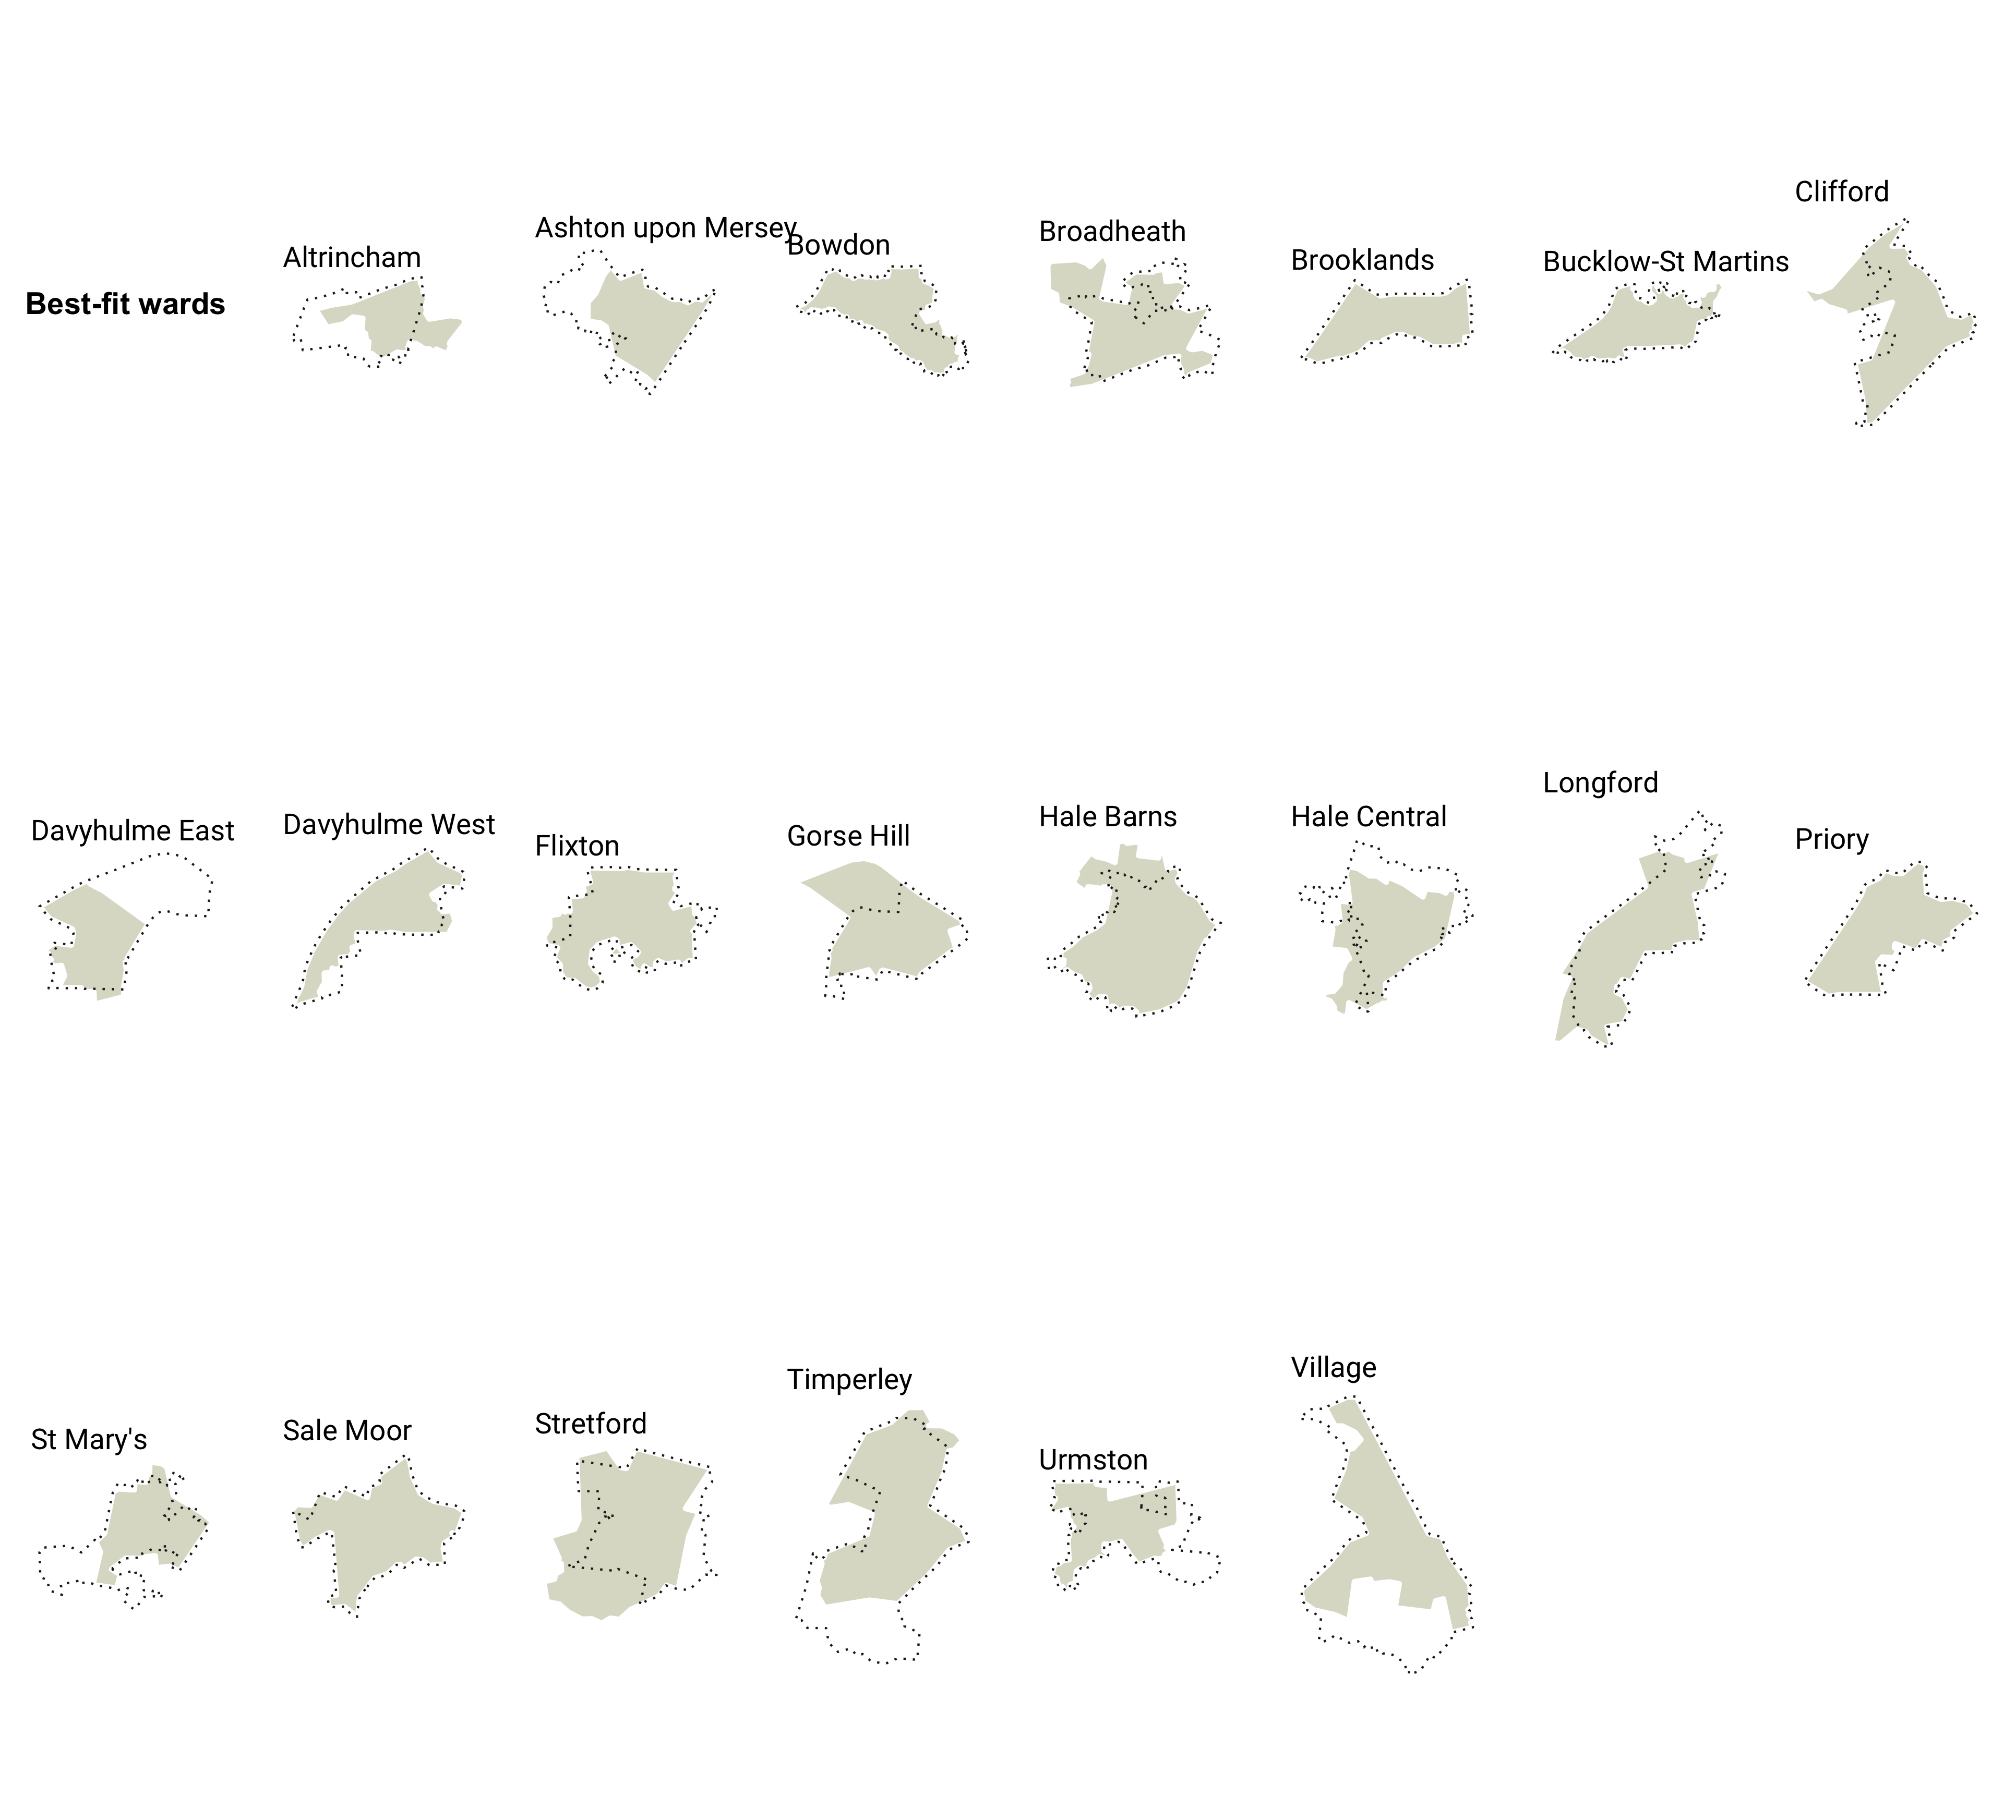 Best-fit wards
Altrincham
Ashton upon Mersey
Bowdon
Broadheath
Brooklands
Bucklow-St Martins
Clifford
Davyhulme East
Davyhulme West
Flixton
Gorse Hill
Hale Barns
Hale Central
Longford
Priory
St Mary's
Sale Moor
Stretford
Timperley
Urmston
Village